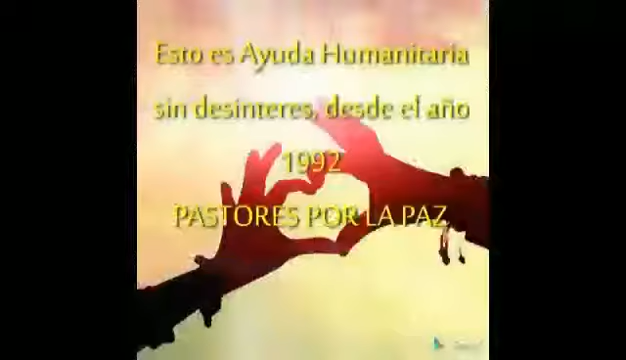 Esto es Ayuda Humanitaria
sin desinteres, desde el año
1992
PASTORES POR LA PAZ